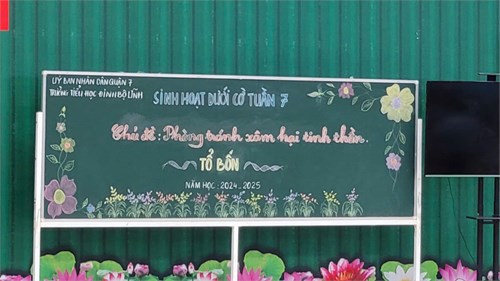 UỶ BAN NHÂN DÂN QUẬN 7
TRƯỜNG TIỂU HỌC ĐINH BỘ LĨNH
SINH HOẠT DƯỚI CỜ TUẦN 7
Chủ đề : Phòng tránh xâm hại tinh thần.
TỔ BỐN
NĂM HỌC : 2024-2025